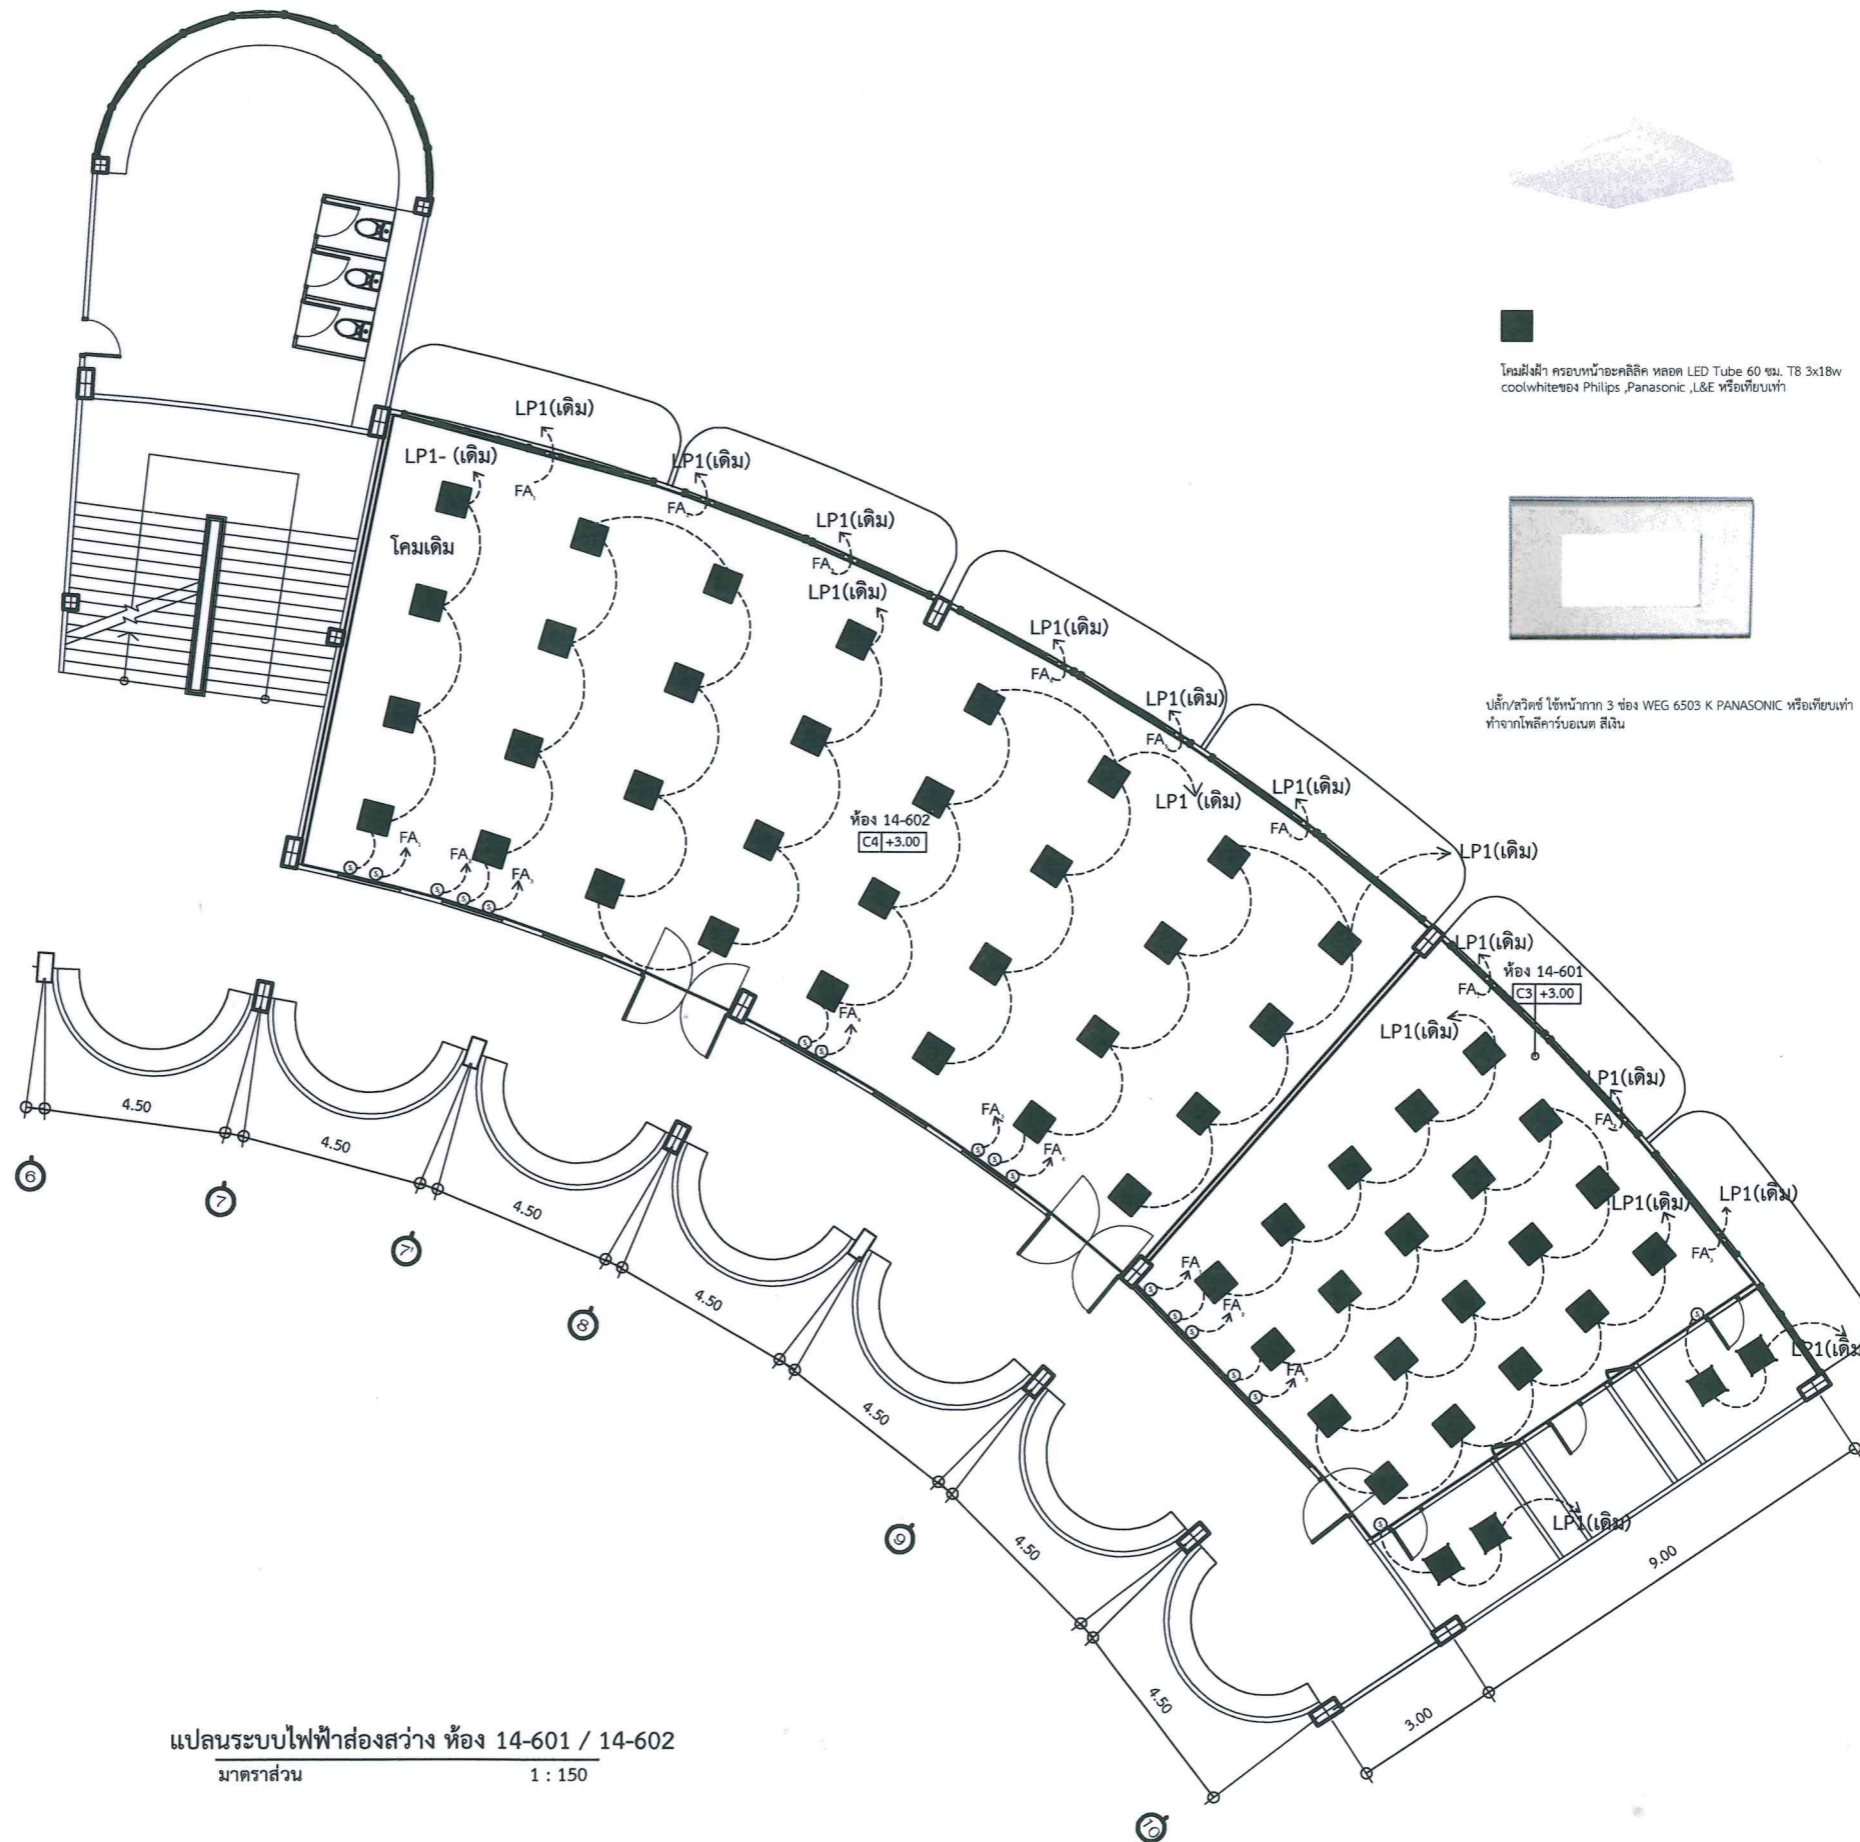 LP1(เดิม)
LP1- (เดิม)
LP1(เดิม)
FA
FA
LP1(เดิม)
FA
โคมเดิม
LP1(เดิม)
LP1(เดิม)
FA
LP1(เดิม)
FA
LP1 (เดิม)
LP1(เดิม)
FA
ห้อง 14-602
C4 +3.00
LP1(เดิม)
FA
FA
FA
LP1(เดิม)
ห้อง 14-601
C3 +3.00
FA
LP1(เดิม)
FA
LP1(เดิม)
FA
FA
FA
LP1(เดิม)
LP1(เดิม)
FA
FA
FA
FA
LP1(เดิม
LP1(เดิม)
โคมฝังฝ้า ครอบหน้าอะคลิลิค หลอด LED Tube 60 ซม. T8 3x18w
coolwhiteของ Philips ,Panasonic ,L&E หรือเทียบเท่า
ปลั๊ก/สวิตซ์ ใช้หน้ากาก 3 ช่อง WEG 6503 K PANASONIC หรือเทียบเท่า
ทำจากโพลีคาร์บอเนต สีเงิน
4.50
4.50
4.50
4.50
4.50
4.50
4.50
3.00
9.00
6
7
7'
8
9
10
แปลนระบบไฟฟ้าส่องสว่าง ห้อง 14-601 / 14-602
มาตราส่วน 1 : 150